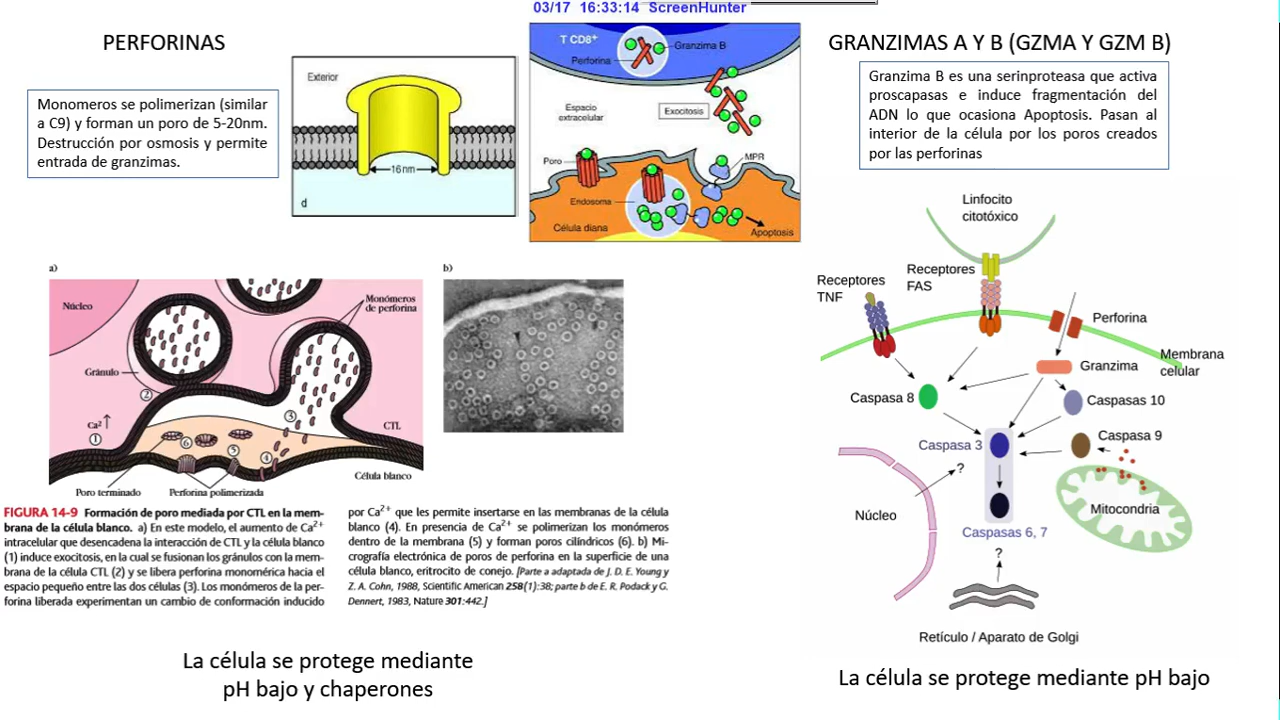 03/17 16:33:14 ScreenHunter
PERFORINAS
Monomeros se polimerizan (similar
a C9) y forman un poro de 5-20nm.
Destrucción por osmosis y permite
entrada de granzimas.
Exterior
16 nm
d
T CD8+
Granzima B
Perforina
Espacio
extracelular
Exocitosis
Poro
MPR
Endosoma
Célula diana
Apoptosis
GRANZIMAS A Y B (GZMA Y GZM B)
Granzima B es una serinproteasa que activa
proscapasas e induce fragmentación del
ADN lo que ocasiona Apoptosis. Pasan al
interior de la célula por los poros creados
por las perforinas
a)
Núcleo
Monómeros
de perforina
Gránulo
2
Ca2+↑
1
3
CTL
6
5
4
Célula blanco
Poro terminado
Perforina polimerizada
b)
FIGURA 14-9 Formación de poro mediada por CTL en la mem-
brana de la célula blanco. a) En este modelo, el aumento de Ca2+
intracelular que desencadena la interacción de CTL y la célula blanco
(1) induce exocitosis, en la cual se fusionan los gránulos con la mem-
brana de la célula CTL (2) y se libera perforina monomérica hacia el
espacio pequeño entre las dos células (3). Los monómeros de la per-
forina liberada experimentan un cambio de conformación inducido
por Ca2+ que les permite insertarse en las membranas de la célula
blanco (4). En presencia de Ca2+ se polimerizan los monómeros
dentro de la membrana (5) y forman poros cilíndricos (6). b) Mi-
crografía electrónica de poros de perforina en la superficie de una
célula blanco, eritrocito de conejo. [Parte a adaptada de J. D. E. Young y
Z. A. Cohn, 1988, Scientific American 258(1):38; parte b de E. R. Podack y G.
Dennert, 1983, Nature 301:442.]
La célula se protege mediante
pH bajo y chaperones
Linfocito
citotóxico
Receptores
TNF
Receptores
FAS
Perforina
Membrana
celular
Granzima
Caspasa 8
Caspasas 10
Caspasa 3
Caspasa 9
?
Mitocondria
Núcleo
Caspasas 6, 7
?
Retículo / Aparato de Golgi
La célula se protege mediante pH bajo